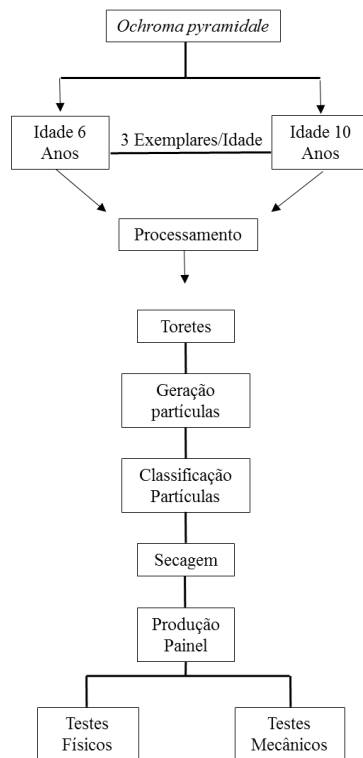 Ochroma pyramidale
Idade 6
Anos
3 Exemplares/Idade
Idade 10
Anos
Processamento
Toretes
Geração
partículas
Classificação
Partículas
Secagem
Produção
Painel
Testes
Físicos
Testes
Mecânicos